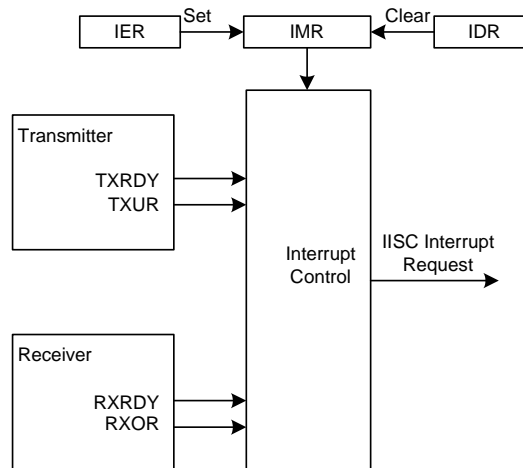 Set
Clear
IER
IMR
IDR
Transmitter
TXRDY
TXUR
Interrupt
Control
IISC Interrupt
Request
Receiver
RXRDY
RXOR